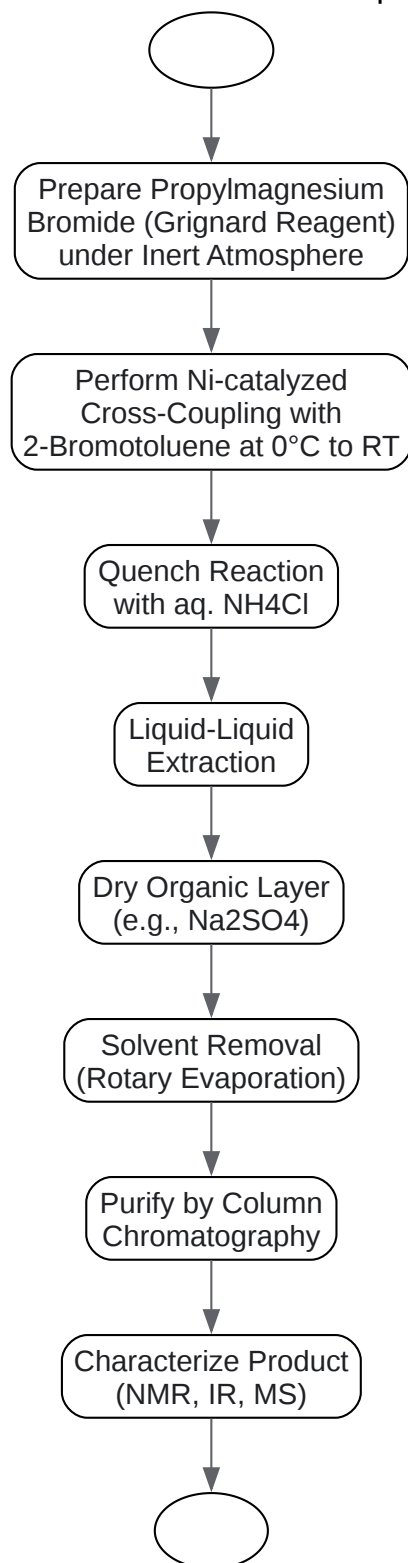 Prepare Propylmagnesium
Bromide (Grignard Reagent)
under Inert Atmosphere
Perform Ni-catalyzed
Cross-Coupling with
2-Bromotoluene at 0°C to RT
Quench Reaction
with aq. NH4Cl
Liquid-Liquid
Extraction
Dry Organic Layer
(e.g., Na2SO4)
Solvent Removal
(Rotary Evaporation)
Purify by Column
Chromatography
Characterize Product
(NMR, IR, MS)